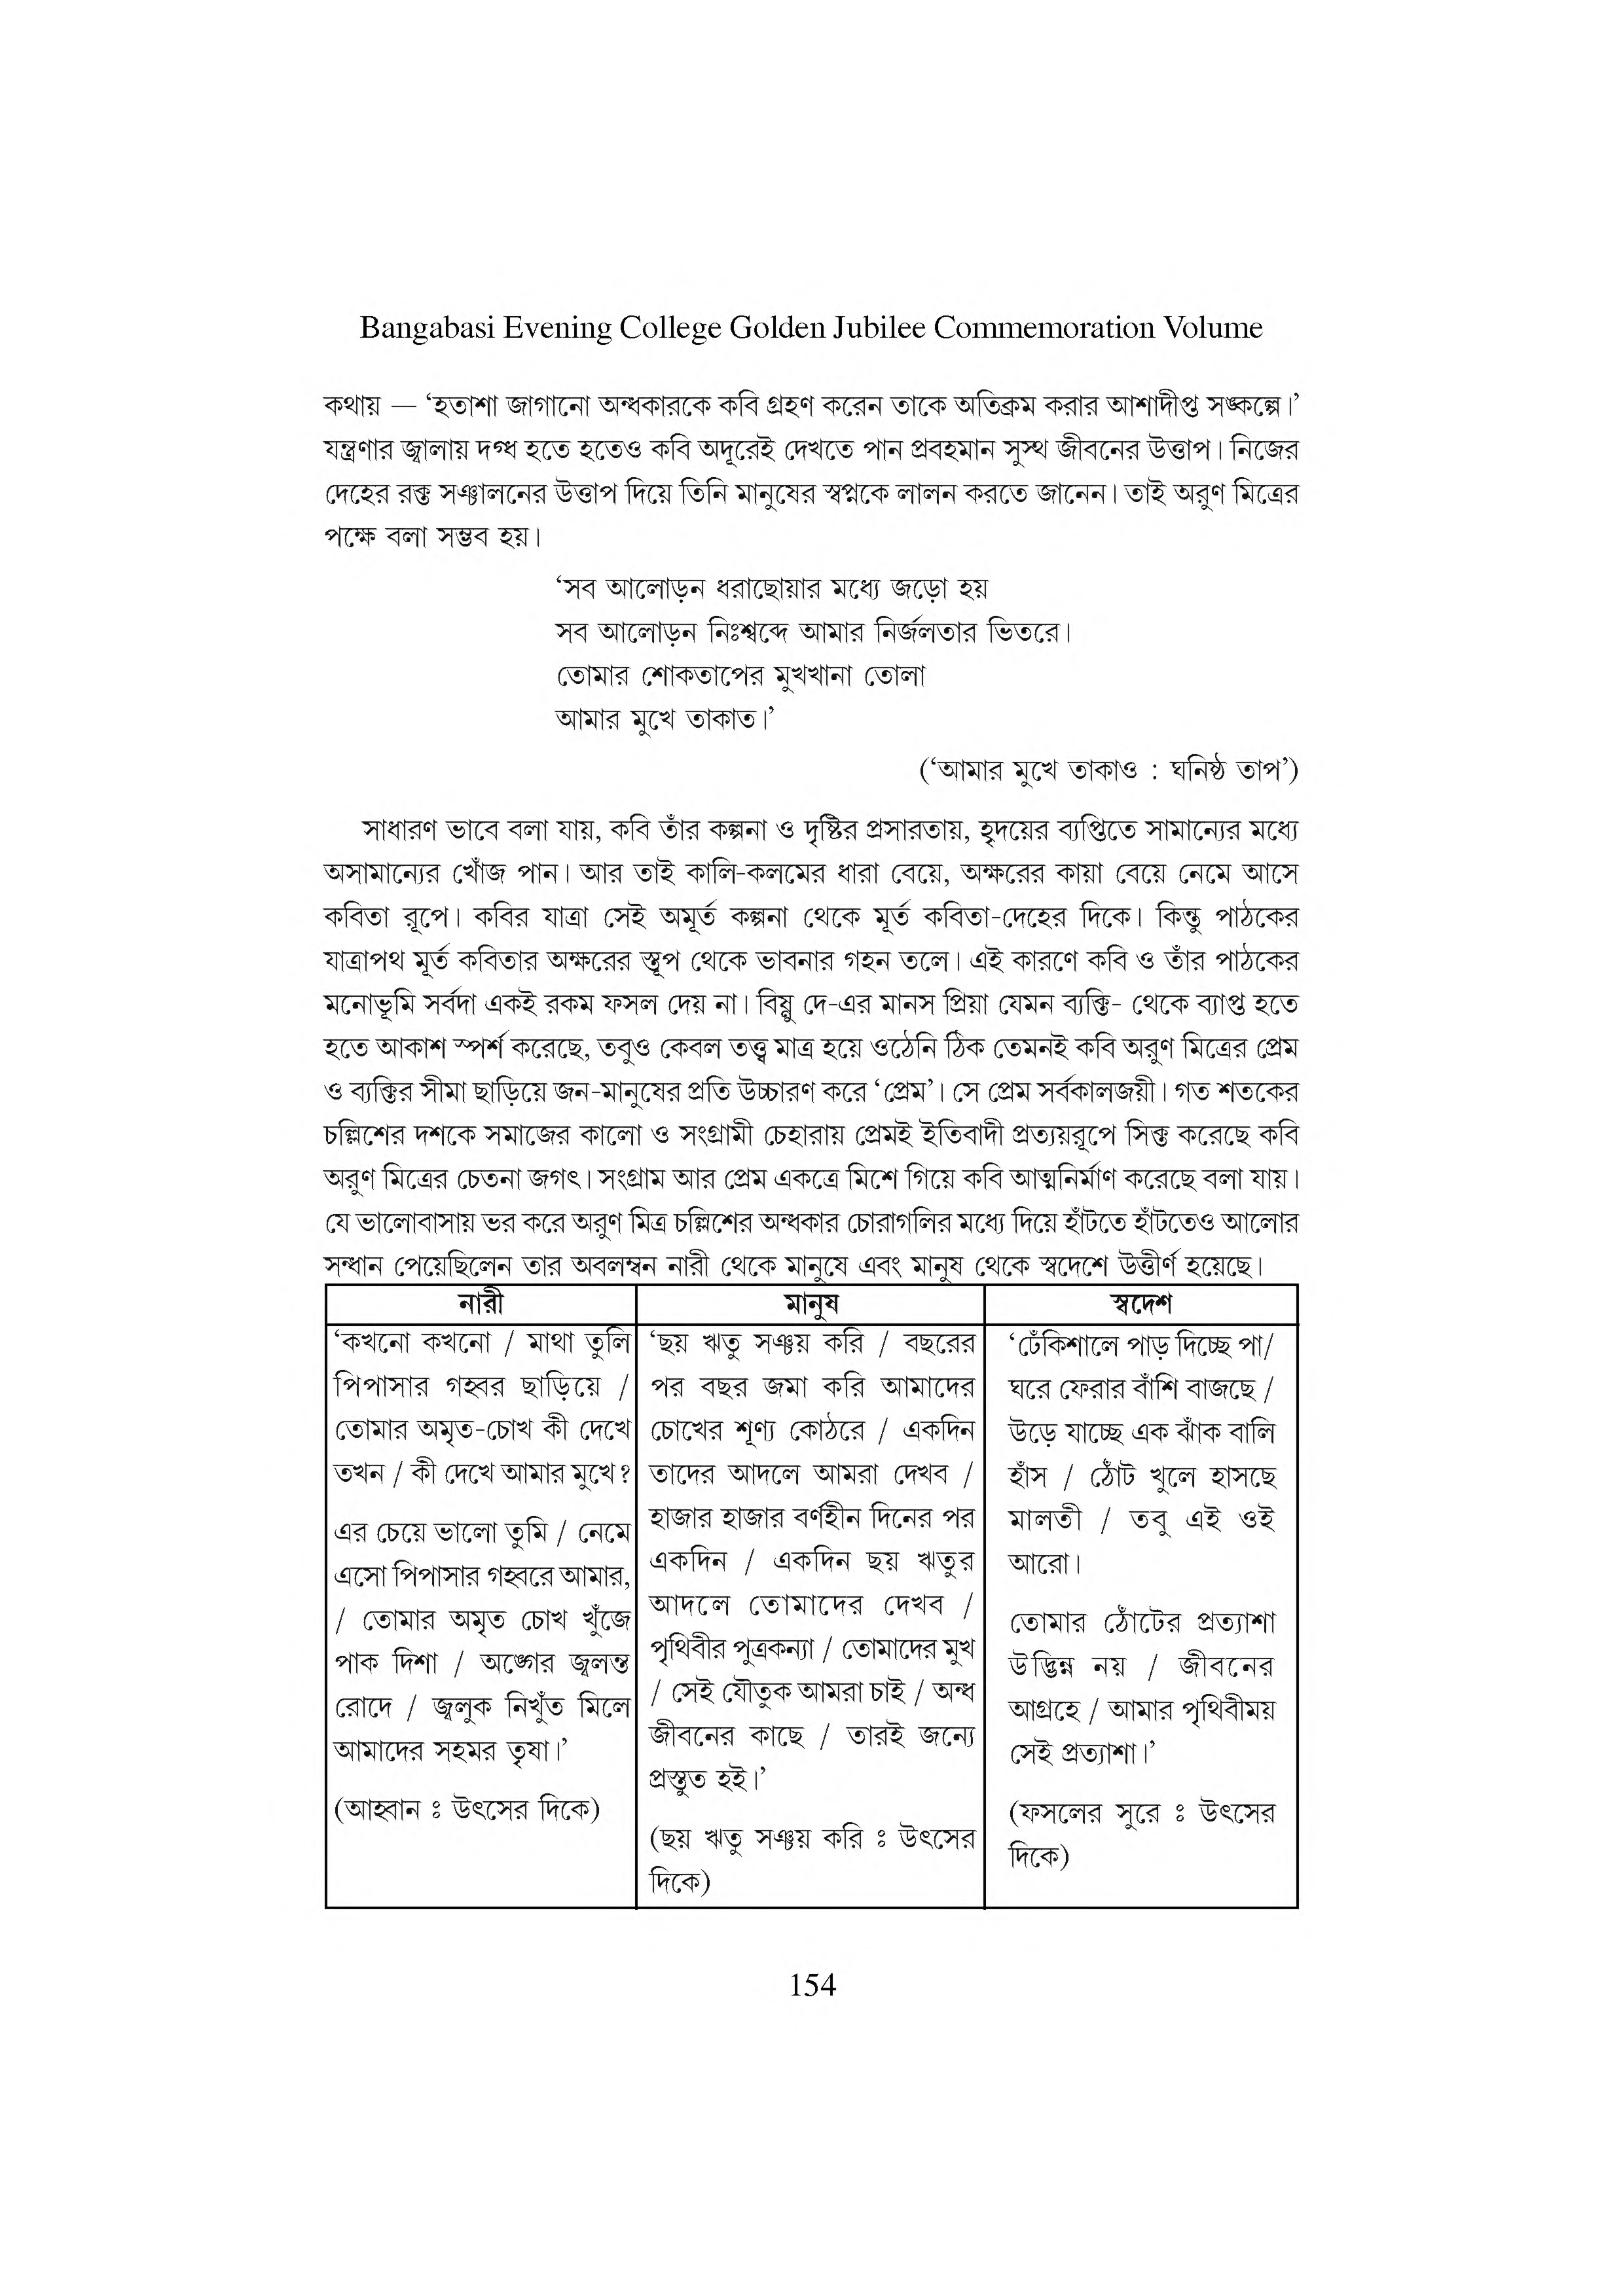 Bangabasi Evening College Golden Jubilee Commemoration Volume
কথায় — ‘হতাশা জাগানো অন্ধকারকে কবি গ্রহণ করেন তাকে অতিক্রম করার আশাদীপ্ত সঙ্কল্পে।’
যন্ত্রণার জ্বালায় দগ্ধ হতে হতেও কবি অদূরেই দেখতে পান প্রবহমান সুস্থ জীবনের উত্তাপ। নিজের
দেহের রক্ত সঞ্চালনের উত্তাপ দিয়ে তিনি মানুষের স্বপ্নকে লালন করতে জানেন। তাই অরুণ মিত্রের
পক্ষে বলা সম্ভব হয়।
‘সব আলোড়ন ধরাছোয়ার মধ্যে জড়ো হয়
সব আলোড়ন নিঃশ্বব্দে আমার নির্জলতার ভিতরে।
তোমার শোকতাপের মুখখানা তোলা
আমার মুখে তাকাত।’
(‘আমার মুখে তাকাও : ঘনিষ্ঠ তাপ’)
সাধারণ ভাবে বলা যায়, কবি তাঁর কল্পনা ও দৃষ্টির প্রসারতায়, হৃদয়ের ব্যপ্তিতে সামান্যের মধ্যে
অসামান্যের খোঁজ পান। আর তাই কালি-কলমের ধারা বেয়ে, অক্ষরের কায়া বেয়ে নেমে আসে
কবিতা রূপে। কবির যাত্রা সেই অমূর্ত কল্পনা থেকে মূর্ত কবিতা-দেহের দিকে। কিন্তু পাঠকের
যাত্রাপথ মূর্ত কবিতার অক্ষরের স্তূপ থেকে ভাবনার গহন তলে। এই কারণে কবি ও তাঁর পাঠকের
মনোভূমি সর্বদা একই রকম ফসল দেয় না। বিষ্ণু দে-এর মানস প্রিয়া যেমন ব্যক্তি- থেকে ব্যাপ্ত হতে
হতে আকাশ স্পর্শ করেছে, তবুও কেবল তত্ত্ব মাত্র হয়ে ওঠেনি ঠিক তেমনই কবি অরুণ মিত্রের প্রেম
ও ব্যক্তির সীমা ছাড়িয়ে জন-মানুষের প্রতি উচ্চারণ করে ‘প্রেম’। সে প্রেম সর্বকালজয়ী। গত শতকের
চল্লিশের দশকে সমাজের কালো ও সংগ্রামী চেহারায় প্রেমই ইতিবাদী প্রত্যয়রূপে সিক্ত করেছে কবি
অরুণ মিত্রের চেতনা জগৎ। সংগ্রাম আর প্রেম একত্রে মিশে গিয়ে কবি আত্মনির্মাণ করেছে বলা যায়।
যে ভালোবাসায় ভর করে অরুণ মিত্র চল্লিশের অন্ধকার চোরাগলির মধ্যে দিয়ে হাঁটতে হাঁটতেও আলোর
সন্ধান পেয়েছিলেন তার অবলম্বন নারী থেকে মানুষে এবং মানুষ থেকে স্বদেশে উত্তীর্ণ হয়েছে।
নারী
‘কখনো কখনো / মাথা তুলি
পিপাসার গহ্বর ছাড়িয়ে /
তোমার অমৃত-চোখ কী দেখে
তখন / কী দেখে আমার মুখে?
এর চেয়ে ভালো তুমি / নেমে
এসো পিপাসার গহ্বরে আমার,
/ তোমার অমৃত চোখ খুঁজে
পাক দিশা / অঙ্গের জ্বলন্ত
রোদে / জ্বলুক নিখুঁত মিলে
আমাদের সহমর তৃষা।’
(আহ্বান ঃ উৎসের দিকে)
মানুষ
‘ছয় ঋতু সঞ্চয় করি / বছরের
পর বছর জমা করি আমাদের
চোখের শূণ্য কোঠরে / একদিন
তাদের আদলে আমরা দেখব /
হাজার হাজার বর্ণহীন দিনের পর
একদিন / একদিন ছয় ঋতুর
আদলে তোমাদের দেখব /
পৃথিবীর পুত্রকন্যা / তোমাদের মুখ
/ সেই যৌতুক আমরা চাই / অন্ধ
জীবনের কাছে / তারই জন্যে
প্রস্তুত হই।’
(ছয় ঋতু সঞ্চয় করি ঃ উৎসের
দিকে)
স্বদেশ
‘ঢেঁকিশালে পাড় দিচ্ছে পা/
ঘরে ফেরার বাঁশি বাজছে /
উড়ে যাচ্ছে এক ঝাঁক বালি
হাঁস / ঠোঁট খুলে হাসছে
মালতী / তবু এই ওই
আরো।
তোমার ঠোঁটের প্রত্যাশা
উদ্ভিন্ন নয় / জীবনের
আগ্রহে / আমার পৃথিবীময়
সেই প্রত্যাশা।’
(ফসলের সুরে ঃ উৎসের
দিকে)
154